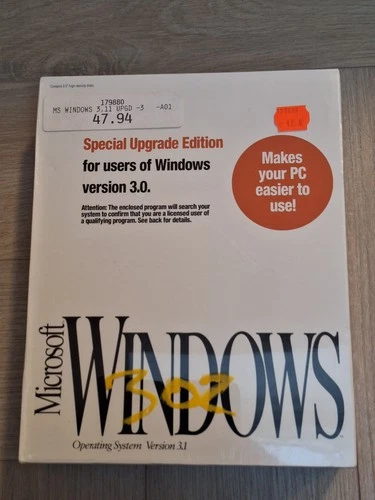 179880
MS WINDOWS 3.11 UPGD -3 -A01
47.94
Special Upgrade Edition
for users of Windows
version 3.0.
Attention: The enclosed program will search your
system to confirm that you are a licensed user of
a qualifying program. See back for details.
Makes
your PC
easier to
use!
Microsoft
WINDOWS
302
Operating System Version 3.1